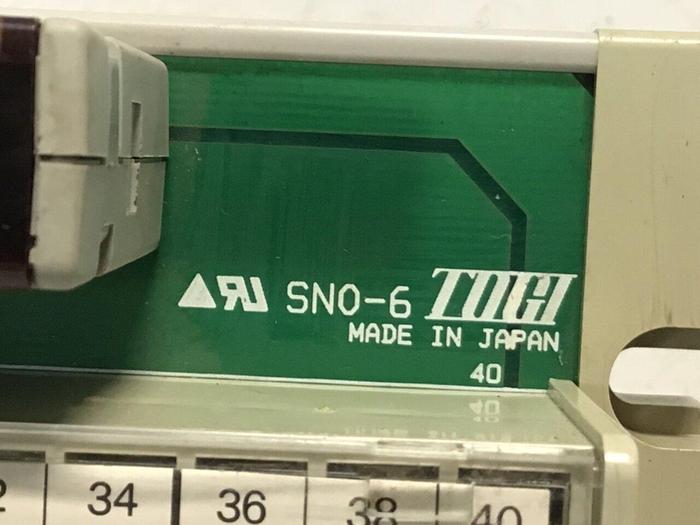 SNO-6 TOGI
MADE IN JAPAN
40
34 36 38 40